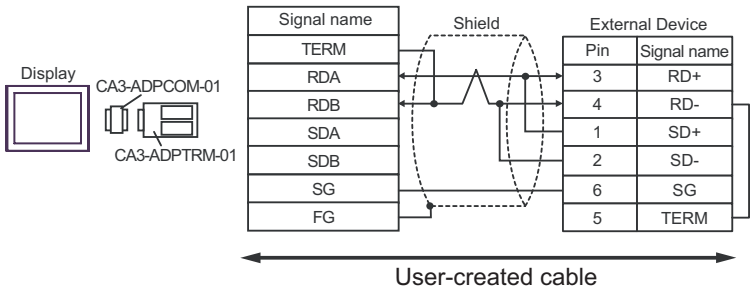 Display
CA3-ADPCOM-01
CA3-ADPTRM-01
Signal name
TERM
RDA
RDB
SDA
SDB
SG
FG
Shield
External Device
Pin Signal name
3 RD+
4 RD-
1 SD+
2 SD-
6 SG
5 TERM
User-created cable